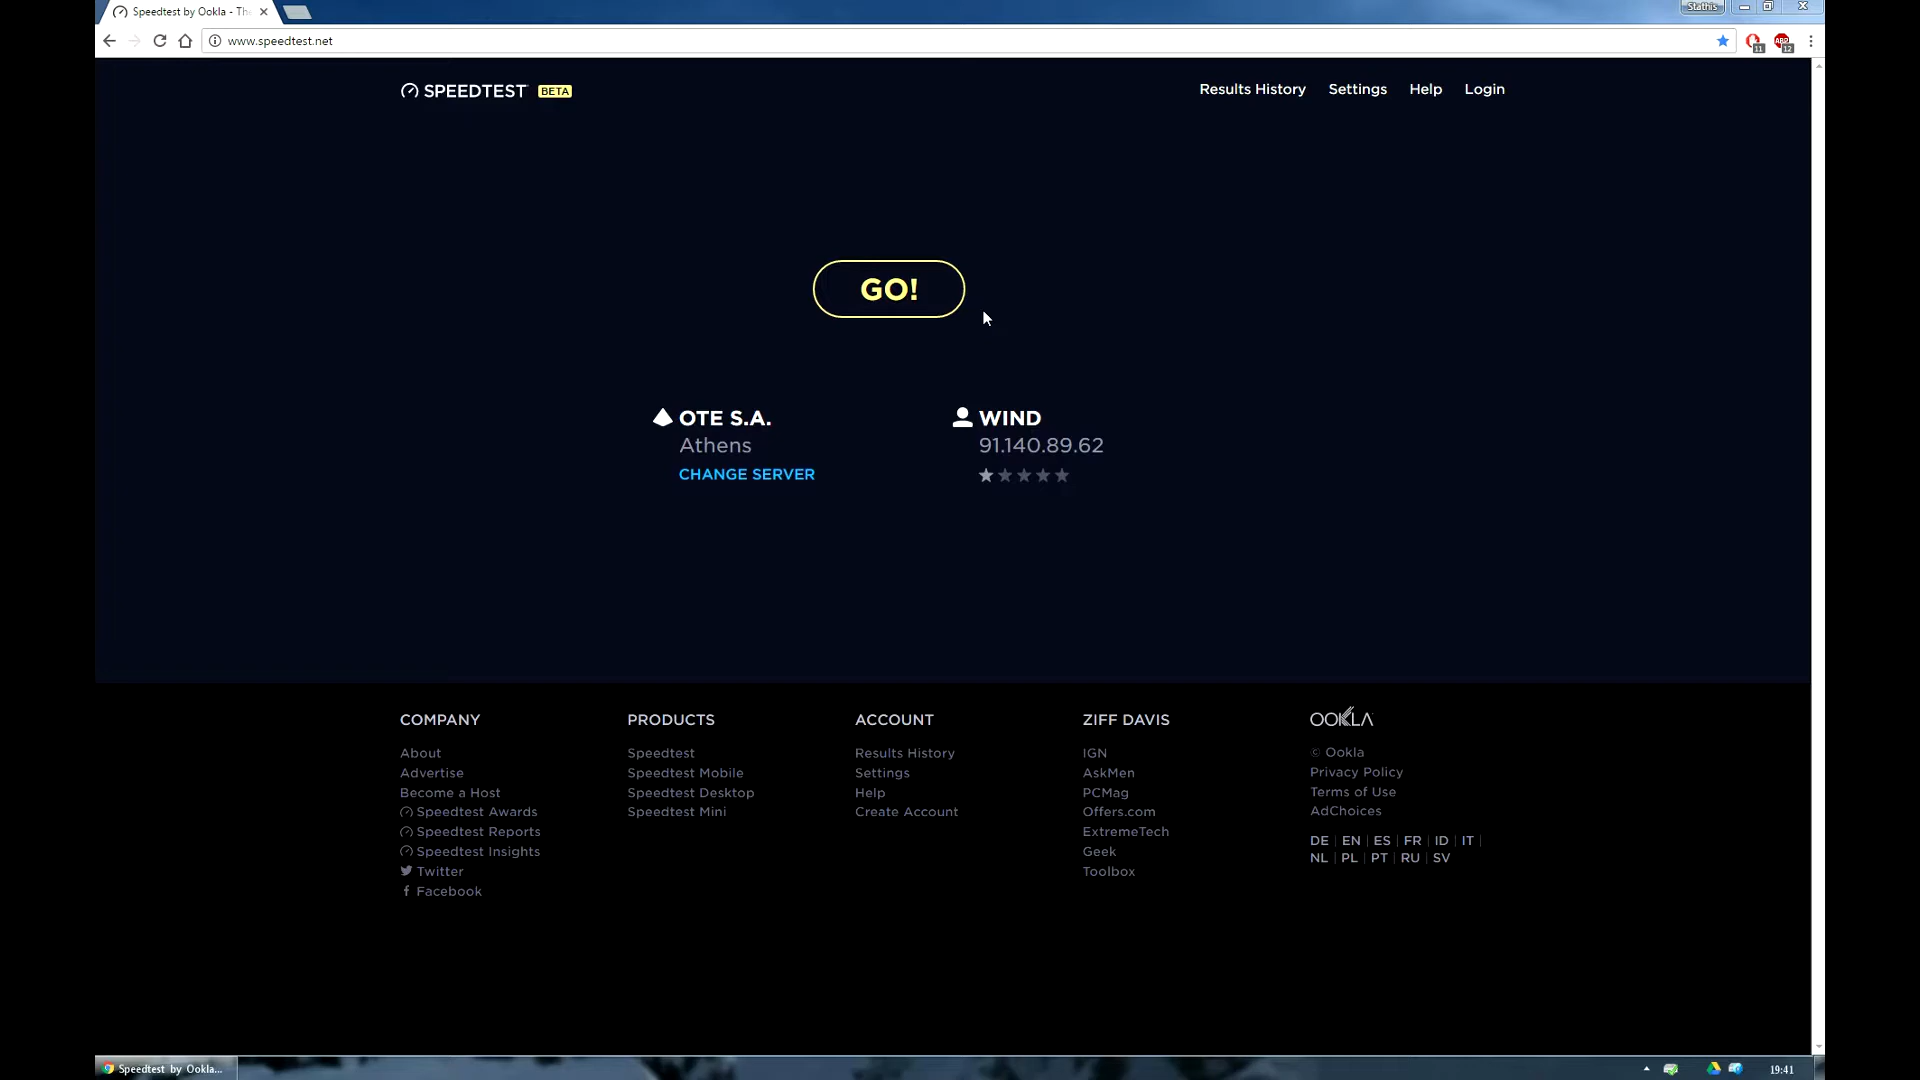 Speedtest by Ookla - Th
Stathis
www.speedtest.net
11
ABP
12
SPEEDTEST BETA
Results History Settings Help Login
GO!
OTE S.A.
Athens
CHANGE SERVER
WIND
91.140.89.62
COMPANY
About
Advertise
Become a Host
Speedtest Awards
Speedtest Reports
Speedtest Insights
Twitter
Facebook
PRODUCTS
Speedtest
Speedtest Mobile
Speedtest Desktop
Speedtest Mini
ACCOUNT
Results History
Settings
Help
Create Account
ZIFF DAVIS
IGN
AskMen
PCMag
Offers.com
ExtremeTech
Geek
Toolbox
OOKLA
© Ookla
Privacy Policy
Terms of Use
AdChoices
DE | EN | ES | FR | ID | IT |
NL | PL | PT | RU | SV
Speedtest by Ookla...
19:41